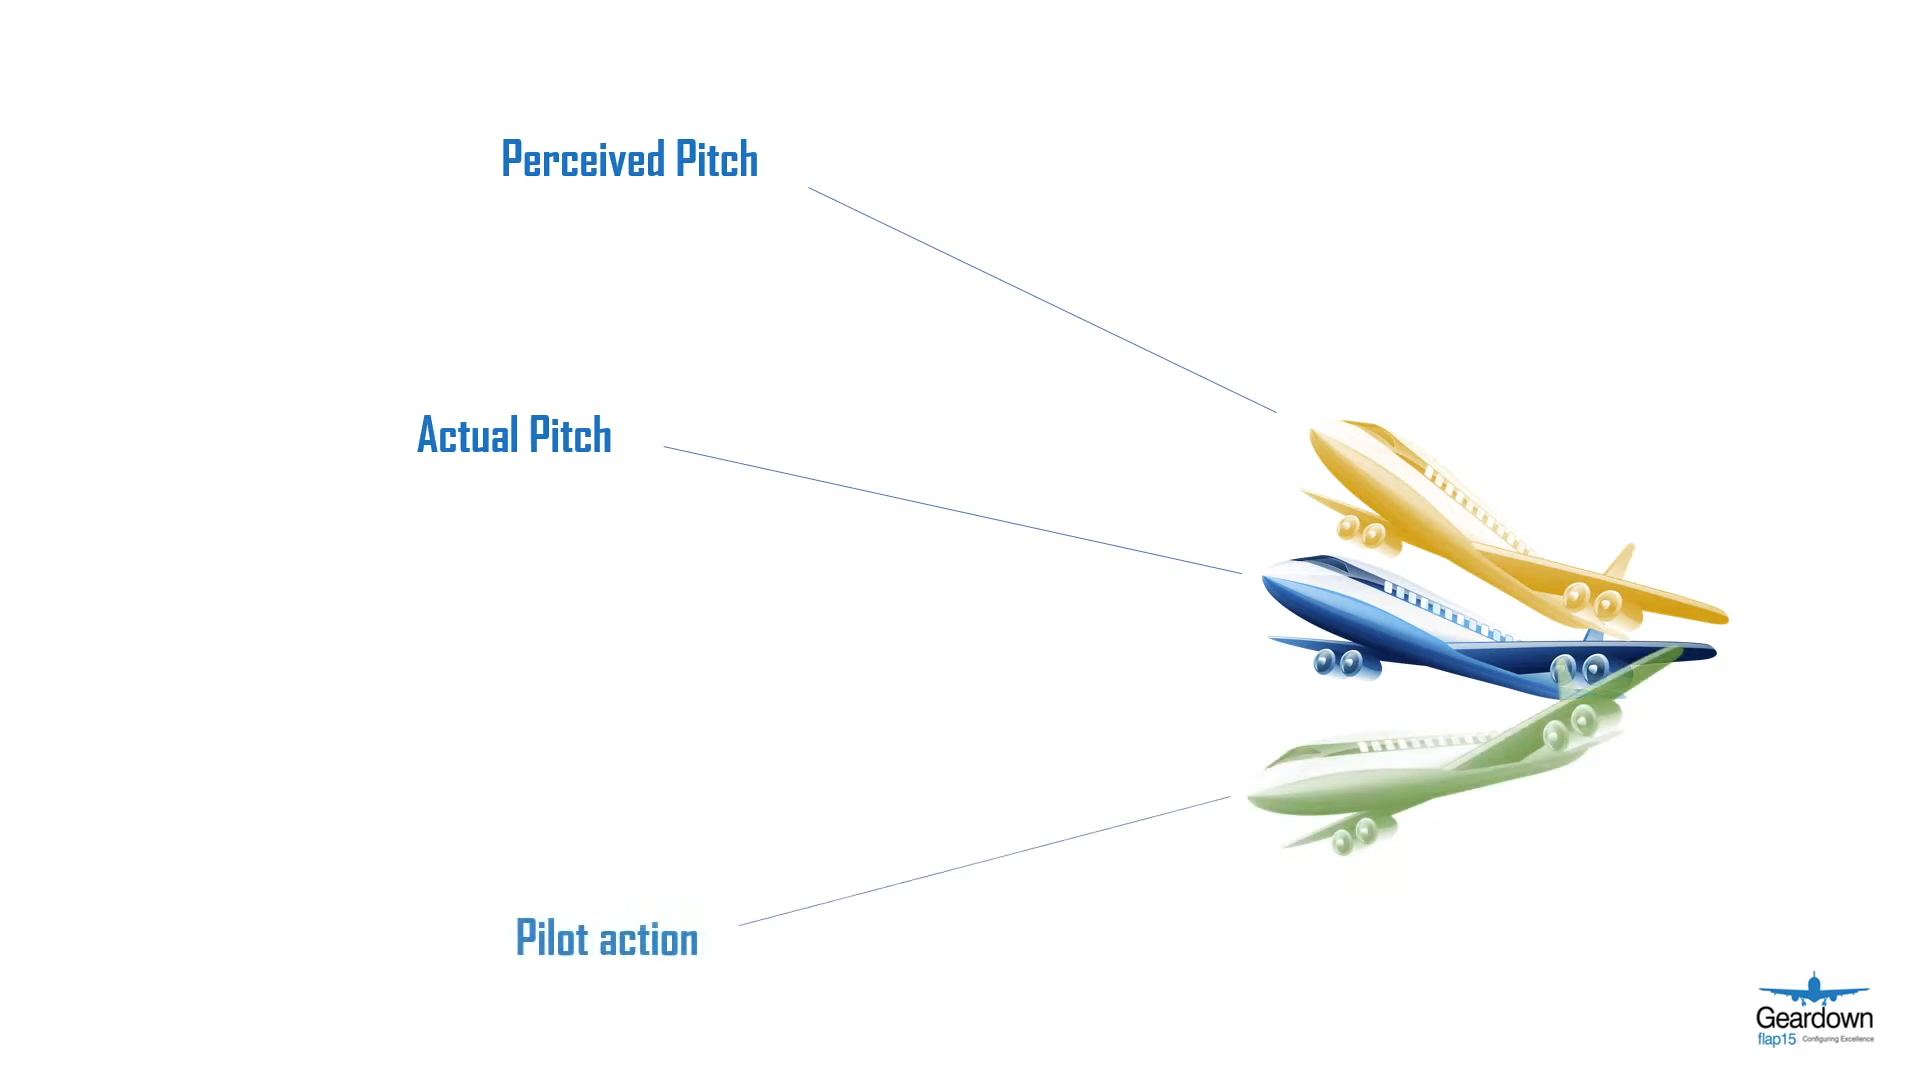 Perceived Pitch
Actual Pitch
Pilot action
Geardown
flap15 Configuring Excellence